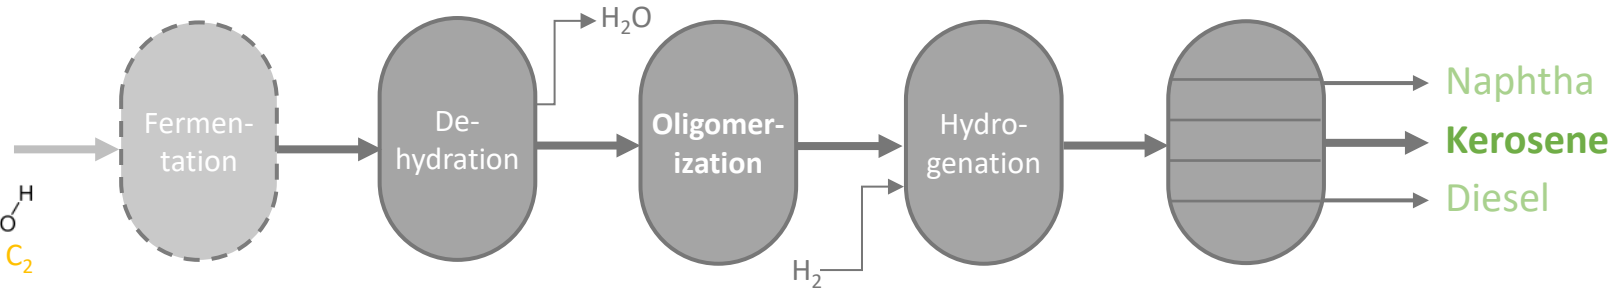 H₂O
Fermen-
tation
De-
hydration
Oligomer-
ization
Hydro-
genation
Naphtha
Kerosene
Diesel
H
O
C₂
H₂